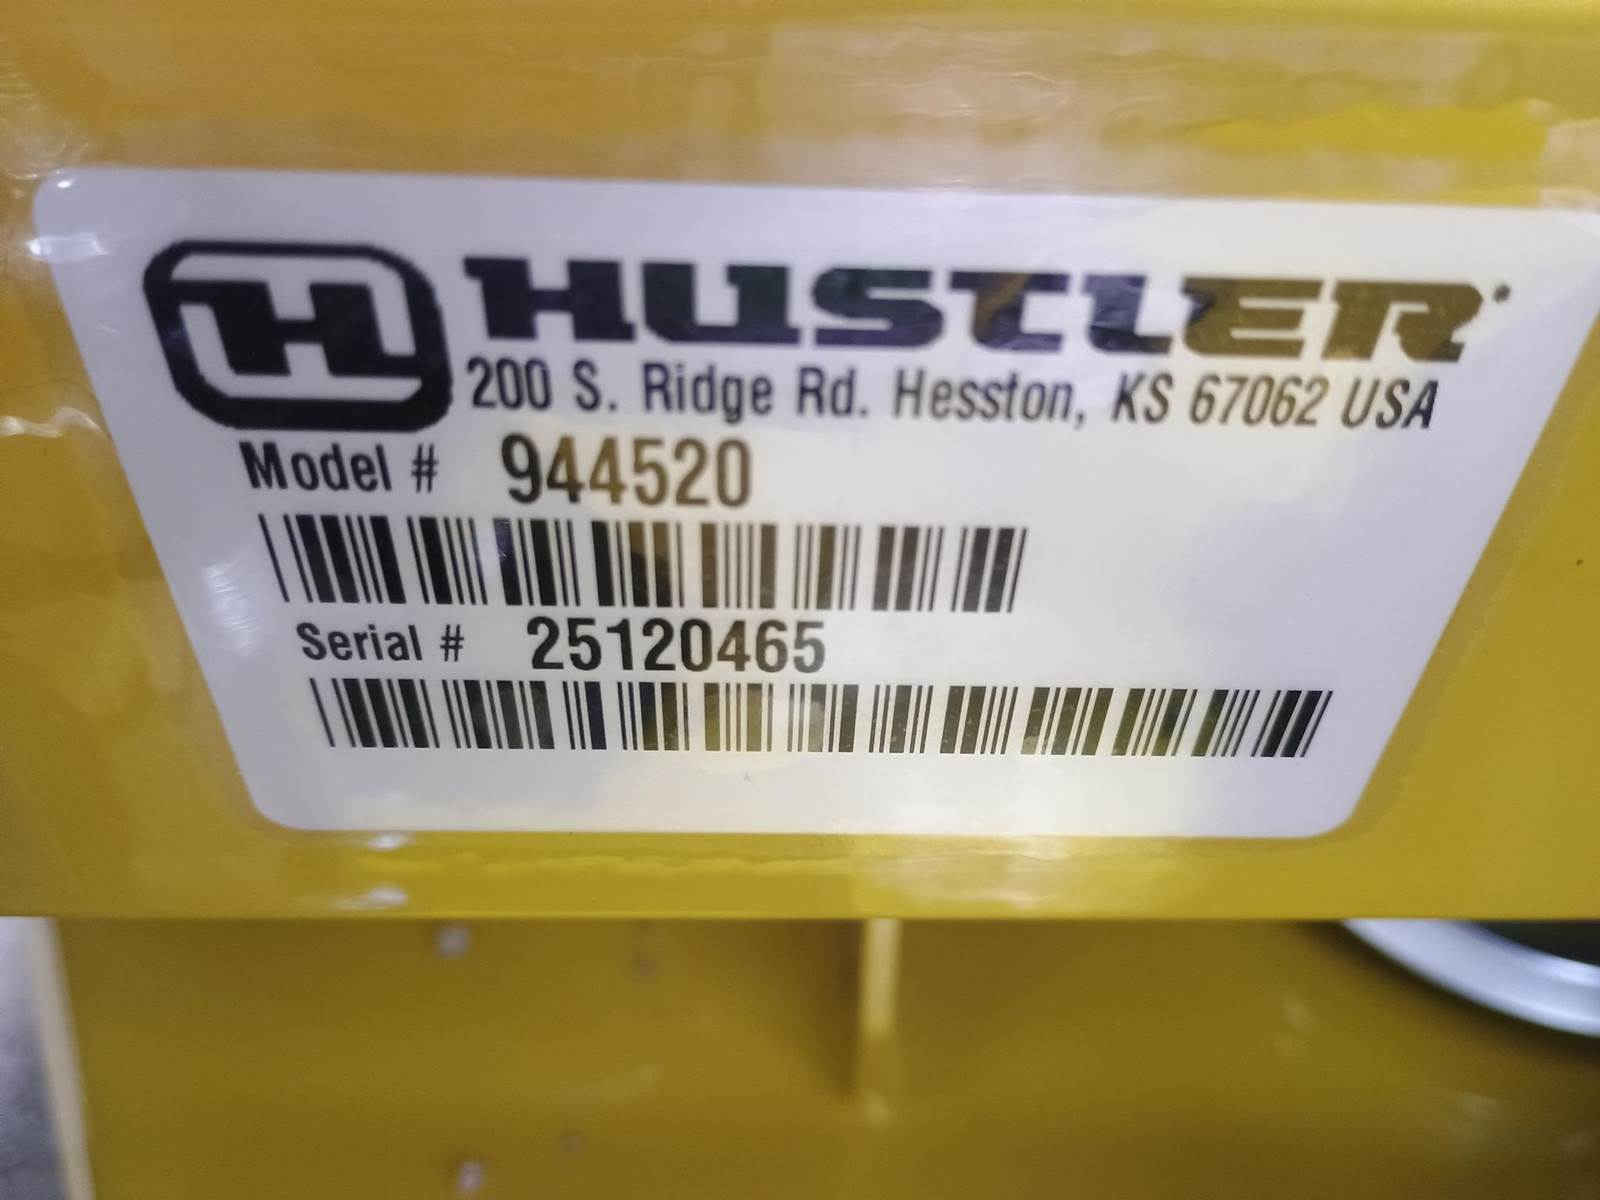 H HUSTLER
200 S. Ridge Rd. Hesston, KS 67062 USA
Model # 944520
Serial # 25120465